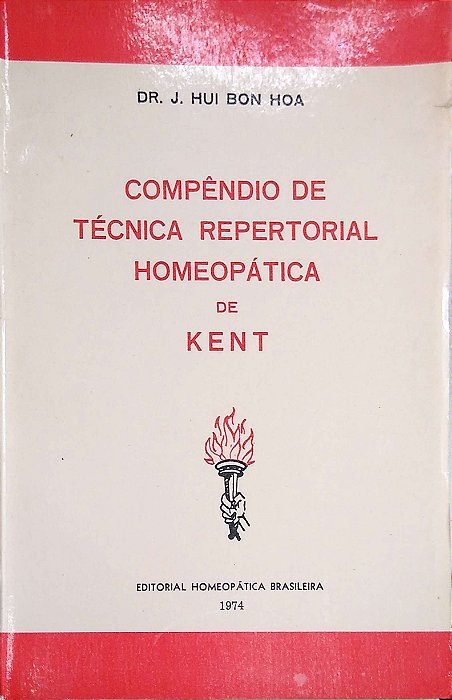 DR. J. HUI BON HOA
COMPÊNDIO DE
TÉCNICA REPERTORIAL
HOMEOPÁTICA
DE
KENT
EDITORIAL HOMEOPÁTICA BRASILEIRA
1974